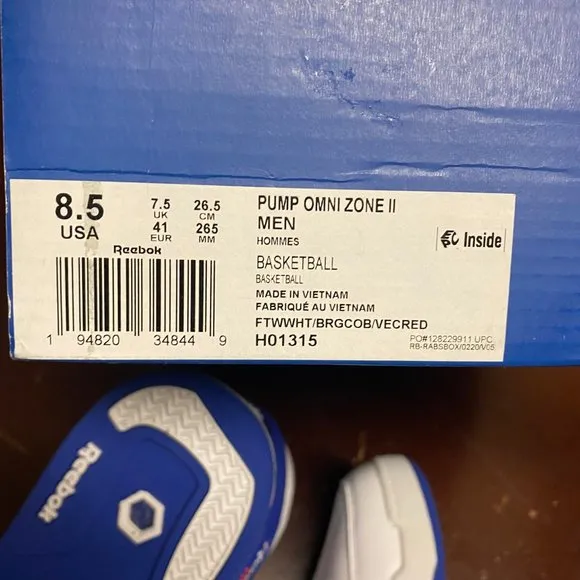 8.5
USA
7.5
UK
41
EUR
26.5
CM
265
MM
Reebok
1 94820 34844 9
PUMP OMNI ZONE II
MEN
HOMMES
BASKETBALL
BASKETBALL
MADE IN VIETNAM
FABRIQUÉ AU VIETNAM
FTWWHT/BRGCOB/VECRED
H01315
Inside
PO#128229911 UPC
RB-RABSBOX/0220/V05
Reebok